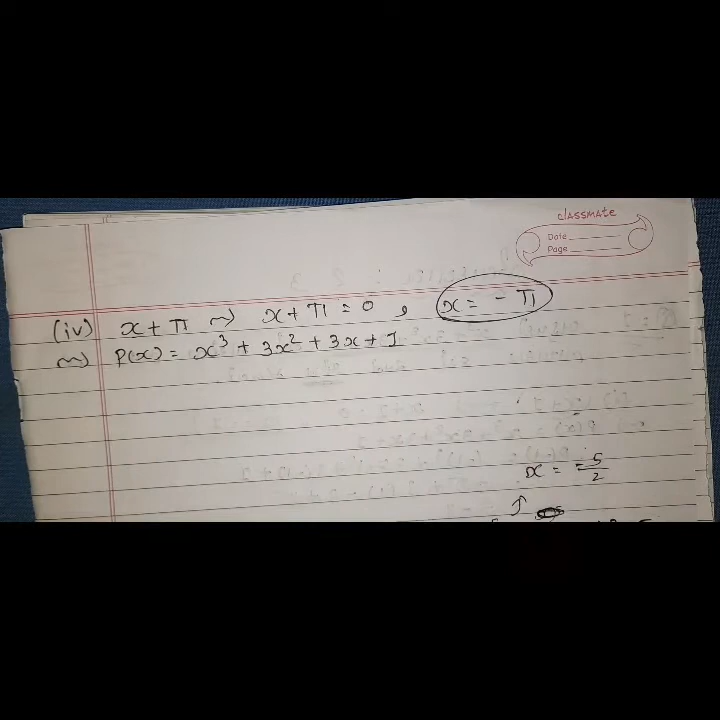 classmate
Date
Page
(iv) x + π ⇝ x + π = 0 , x = - π
⇝ P(x) = x³ + 3x² + 3x + 1
x = -5/2
↑